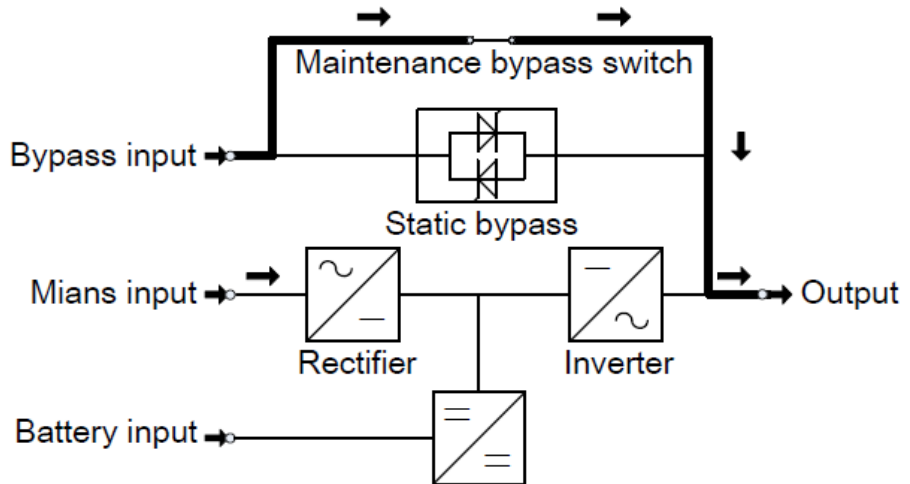 Maintenance bypass switch
Bypass input
Static bypass
Mians input
Output
Rectifier
Inverter
Battery input